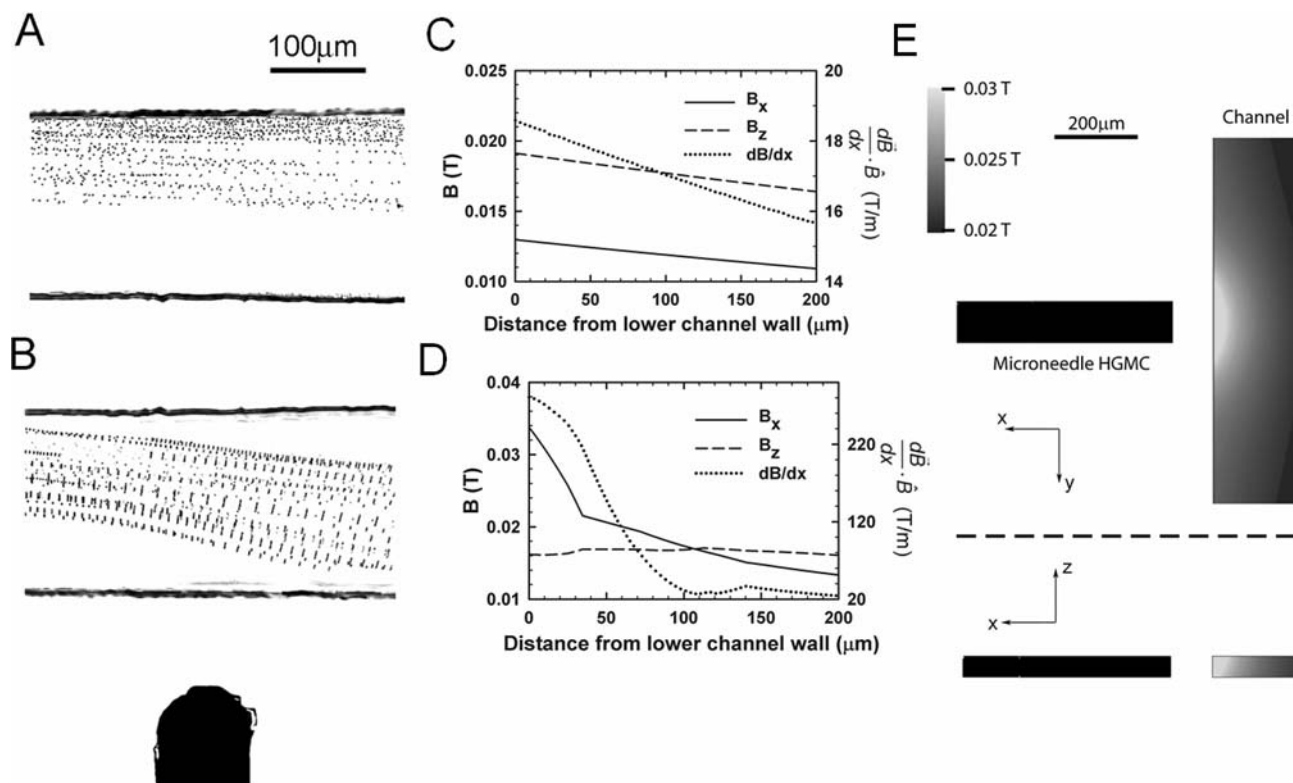 A
100μm
B
C
0.025
0.020
0.015
0.010
B (T)
Bx
Bz
dB/dx
20
18
16
14
dB⃗/dx · B̂ (T/m)
0 50 100 150 200
Distance from lower channel wall (μm)
D
0.04
0.03
0.02
0.01
B (T)
Bx
Bz
dB/dx
220
120
20
dB⃗/dx · B̂ (T/m)
0 50 100 150 200
Distance from lower channel wall (μm)
E
0.03 T
0.025 T
0.02 T
200μm
Channel
Microneedle HGMC
x
y
z
x